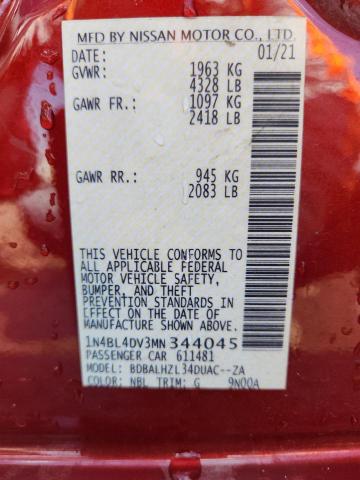 MFD BY NISSAN MOTOR CO., LTD.
DATE: 01/21
GVWR: 1963 KG
4328 LB
GAWR FR.: 1097 KG
2418 LB
GAWR RR.: 945 KG
2083 LB
THIS VEHICLE CONFORMS TO
ALL APPLICABLE FEDERAL
MOTOR VEHICLE SAFETY,
BUMPER, AND THEFT
PREVENTION STANDARDS IN
EFFECT ON THE DATE OF
MANUFACTURE SHOWN ABOVE.
1N4BL4DV3MN 344045
PASSENGER CAR 611481
MODEL: BDBALHZL34DUAC--ZA
COLOR: NBL TRIM: G 9N00A